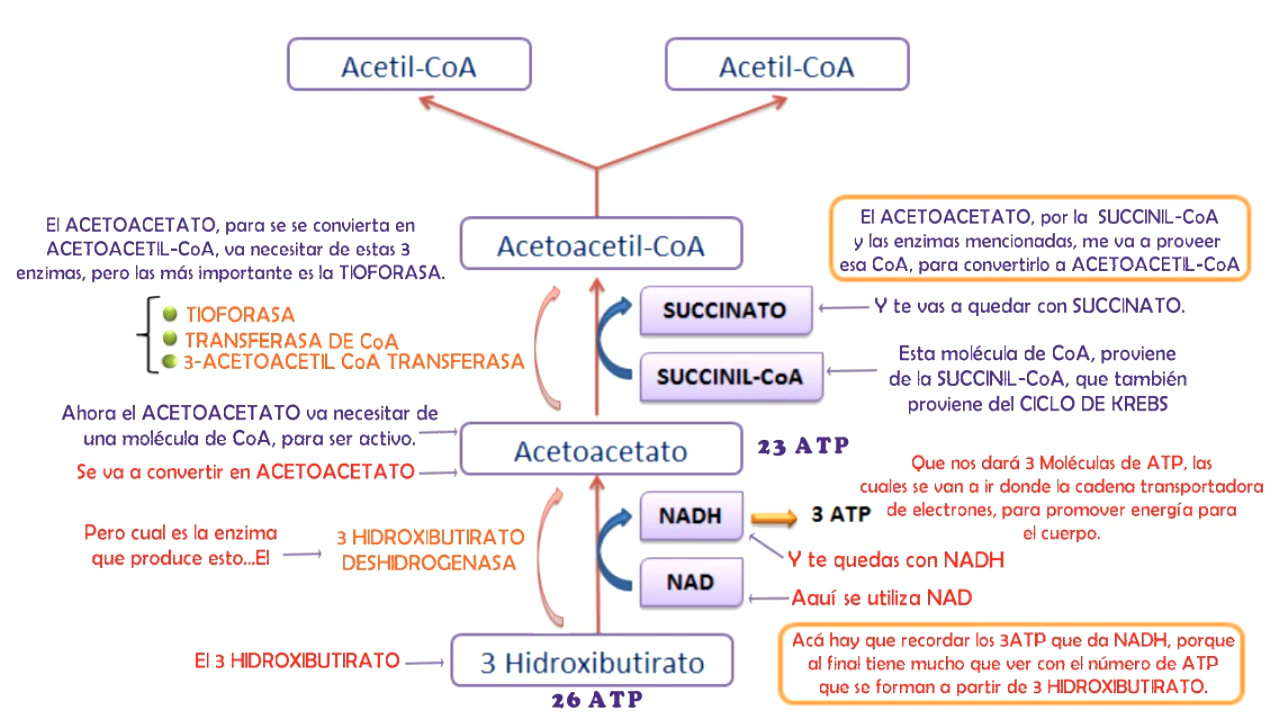 Acetil-CoA
Acetil-CoA
El ACETOACETATO, para se se convierta en
ACETOACETIL-CoA, va necesitar de estas 3
enzimas, pero las más importante es la TIOFORASA.
Acetoacetil-CoA
El ACETOACETATO, por la SUCCINIL-CoA
y las enzimas mencionadas, me va a proveer
esa CoA, para convertirlo a ACETOACETIL-CoA
TIOFORASA
TRANSFERASA DE CoA
3-ACETOACETIL CoA TRANSFERASA
SUCCINATO
Y te vas a quedar con SUCCINATO.
SUCCINIL-CoA
Esta molécula de CoA, proviene
de la SUCCINIL-CoA, que también
proviene del CICLO DE KREBS
Ahora el ACETOACETATO va necesitar de
una molécula de CoA, para ser activo.
Se va a convertir en ACETOACETATO
Acetoacetato
23 ATP
Que nos dará 3 Moléculas de ATP, las
cuales se van a ir donde la cadena transportadora
de electrones, para promover energía para
el cuerpo.
NADH
3 ATP
Pero cual es la enzima
que produce esto...El
3 HIDROXIBUTIRATO
DESHIDROGENASA
Y te quedas con NADH
NAD
Aquí se utiliza NAD
El 3 HIDROXIBUTIRATO
3 Hidroxibutirato
26 ATP
Acá hay que recordar los 3ATP que da NADH, porque
al final tiene mucho que ver con el número de ATP
que se forman a partir de 3 HIDROXIBUTIRATO.